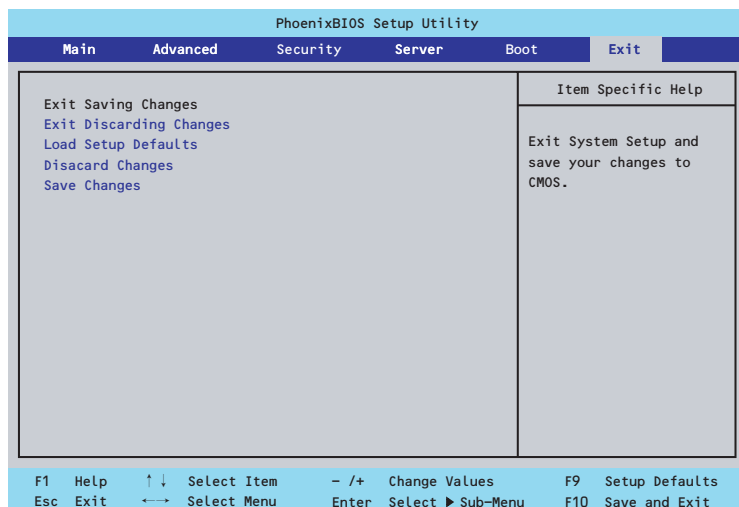 PhoenixBIOS Setup Utility
Main Advanced Security Server Boot Exit
Exit Saving Changes
Exit Discarding Changes
Load Setup Defaults
Disacard Changes
Save Changes
Item Specific Help
Exit System Setup and
save your changes to
CMOS.
F1 Help ↑↓ Select Item - /+ Change Values F9 Setup Defaults
Esc Exit ←→ Select Menu Enter Select ▶ Sub-Menu F10 Save and Exit